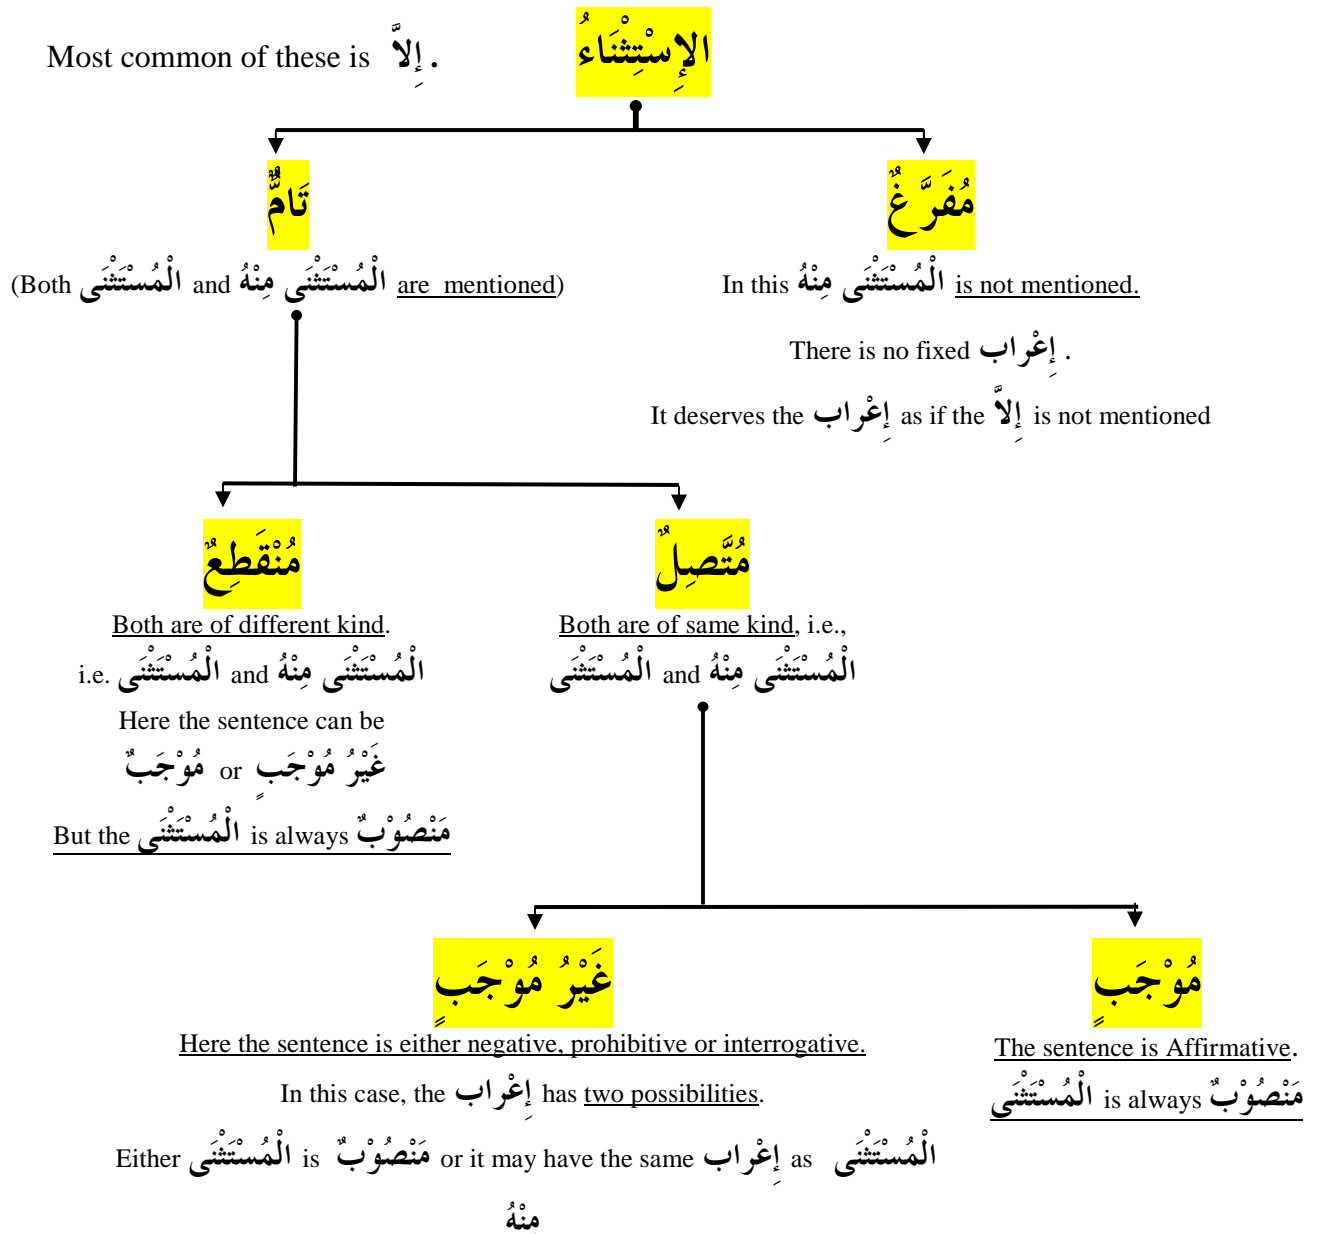 Most common of these is إِلاَّ .
الإِسْتِثْنَاءُ
تَامٌّ
مُفَرَّغٌ
(Both الْمُسْتَثْنَى and الْمُسْتَثْنَى مِنْهُ are mentioned)
In this الْمُسْتَثْنَى مِنْهُ is not mentioned.
There is no fixed إِعْراب .
It deserves the إِعْراب as if the إِلاَّ is not mentioned
مُنْقَطِعٌ
مُتَّصِلٌ
Both are of different kind.
i.e. الْمُسْتَثْنَى and الْمُسْتَثْنَى مِنْهُ
Here the sentence can be
مُوْجَبٌ or غَيْرُ مُوْجَبٍ
But the الْمُسْتَثْنَى is always مَنْصُوْبٌ
Both are of same kind, i.e.,
الْمُسْتَثْنَى and الْمُسْتَثْنَى مِنْهُ
غَيْرُ مُوْجَبٍ
مُوْجَبٍ
Here the sentence is either negative, prohibitive or interrogative.
In this case, the إِعْراب has two possibilities.
Either الْمُسْتَثْنَى is مَنْصُوْبٌ or it may have the same إِعْراب as الْمُسْتَثْنَى
مِنْهُ
The sentence is Affirmative.
الْمُسْتَثْنَى is always مَنْصُوْبٌ